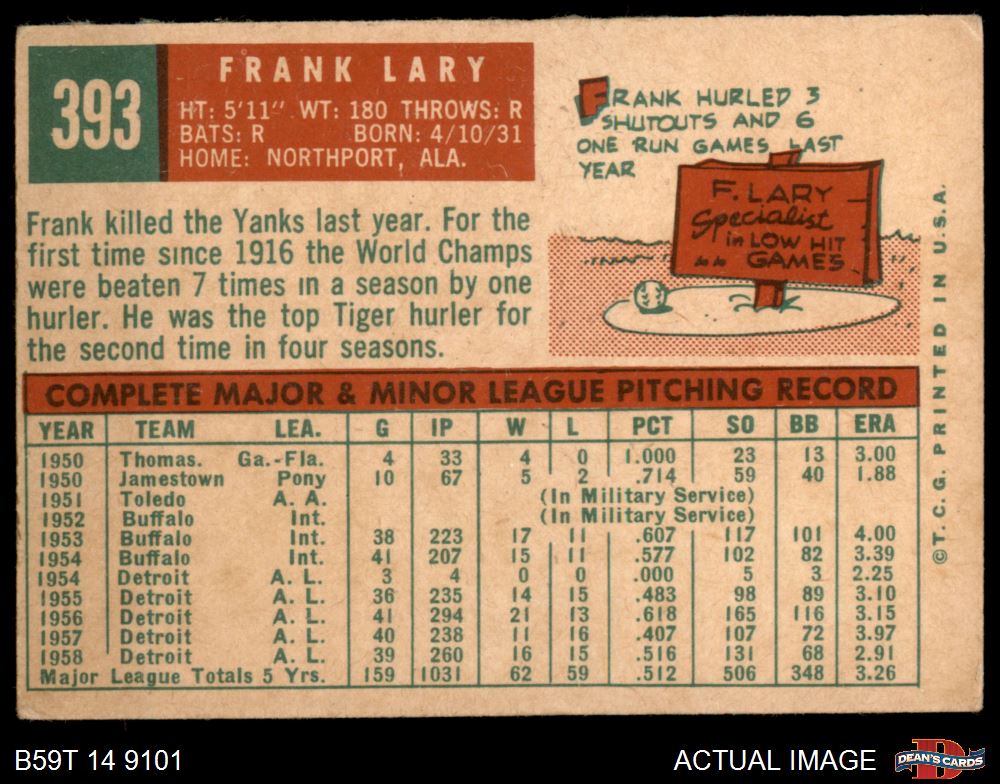 393
FRANK LARY
HT: 5'11" WT: 180 THROWS: R
BATS: R BORN: 4/10/31
HOME: NORTHPORT, ALA.
FRANK HURLED 3
SHUTOUTS AND 6
ONE RUN GAMES LAST
YEAR
F. LARY
Specialist
in LOW HIT
GAMES
Frank killed the Yanks last year. For the
first time since 1916 the World Champs
were beaten 7 times in a season by one
hurler. He was the top Tiger hurler for
the second time in four seasons.
COMPLETE MAJOR & MINOR LEAGUE PITCHING RECORD
YEAR TEAM LEA. G IP W L PCT SO BB ERA
1950 Thomas. Ga.-Fla. 4 33 4 0 1.000 23 13 3.00
1950 Jamestown Pony 10 67 5 2 .714 59 40 1.88
1951 Toledo A. A. (In Military Service)
1952 Buffalo Int. (In Military Service)
1953 Buffalo Int. 38 223 17 11 .607 117 101 4.00
1954 Buffalo Int. 41 207 15 11 .577 102 82 3.39
1954 Detroit A. L. 3 4 0 0 .000 5 3 2.25
1955 Detroit A. L. 36 235 14 15 .483 98 89 3.10
1956 Detroit A. L. 41 294 21 13 .618 165 116 3.15
1957 Detroit A. L. 40 238 11 16 .407 107 72 3.97
1958 Detroit A. L. 39 260 16 15 .516 131 68 2.91
Major League Totals 5 Yrs. 159 1031 62 59 .512 506 348 3.26
©T.C.G. PRINTED IN U.S.A.
B59T 14 9101
ACTUAL IMAGE
DEAN'S CARDS